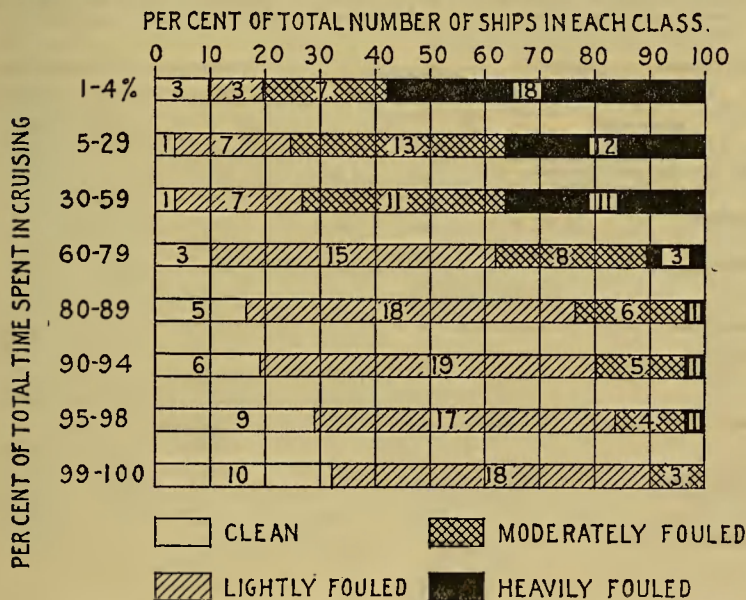 PER CENT OF TOTAL NUMBER OF SHIPS IN EACH CLASS.
0 10 20 30 40 50 60 70 80 90 100
PER CENT OF TOTAL TIME SPENT IN CRUISING
1-4% 3 3 7 18
5-29 1 7 13 12
30-59 1 7 11 11
60-79 3 15 8 3
80-89 5 18 6 1
90-94 6 19 5 1
95-98 9 17 4 1
99-100 10 18 3
CLEAN MODERATELY FOULED
LIGHTLY FOULED HEAVILY FOULED